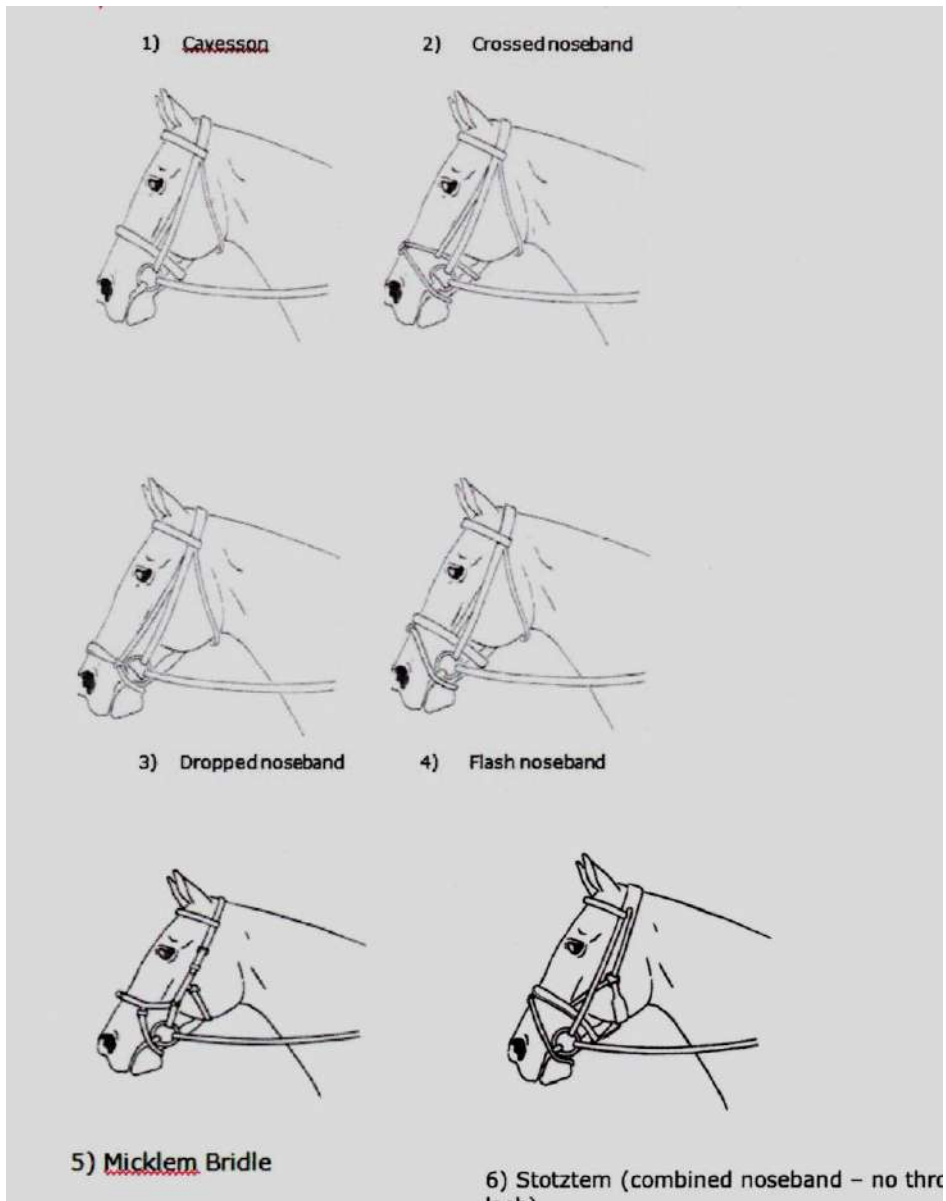 1) Cavesson
2) Crossed noseband
3) Dropped noseband
4) Flash noseband
5) Micklem Bridle
6) Stotztem (combined noseband – no thro